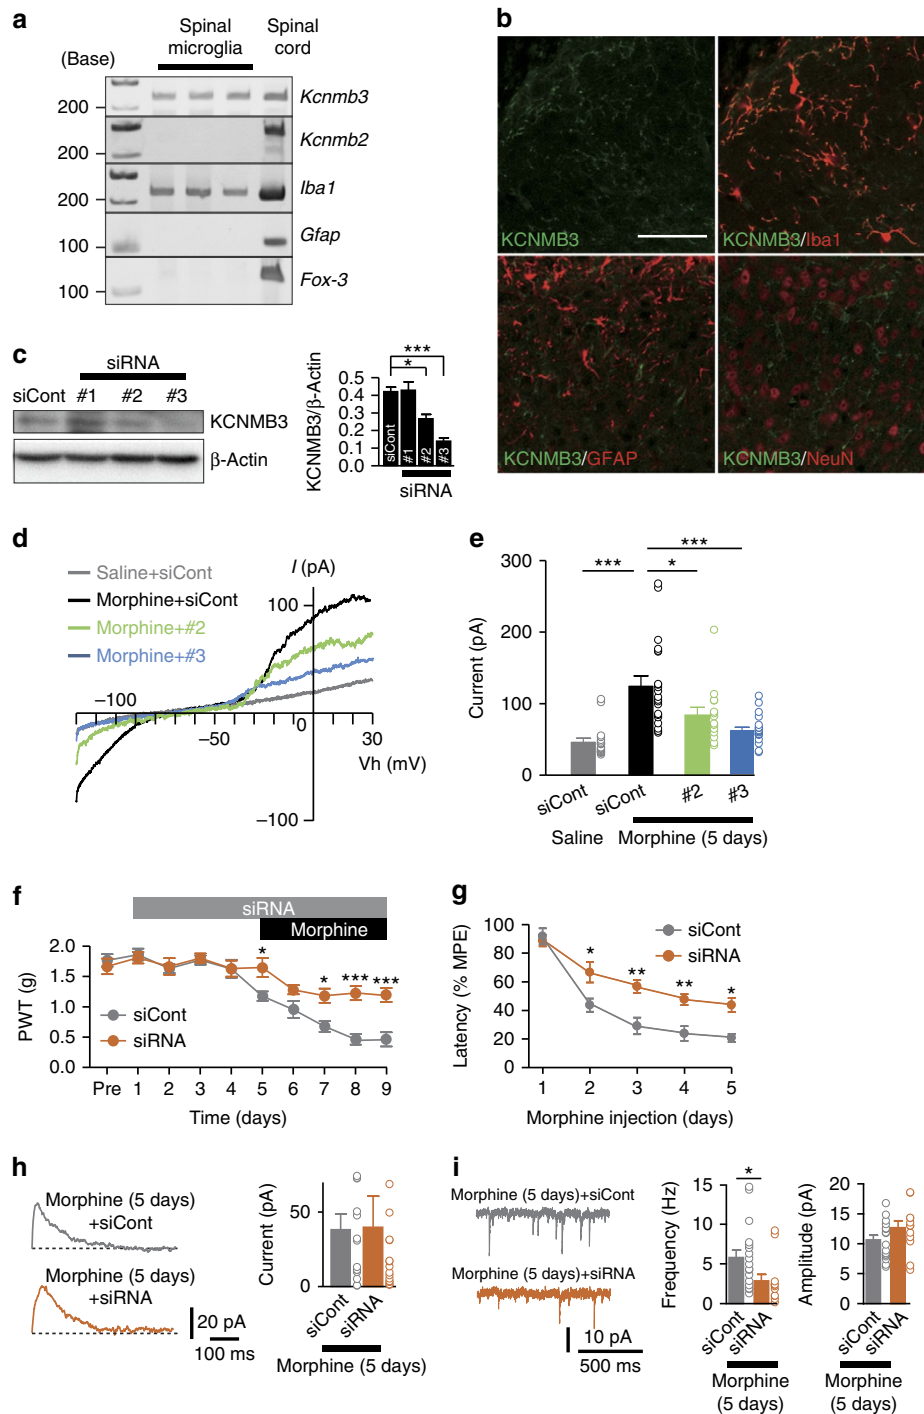 a
Spinal microglia
Spinal cord
(Base)
200
Kcnmb3
200
Kcnmb2
200
Iba1
100
Gfap
100
Fox-3
b
KCNMB3
KCNMB3/Iba1
KCNMB3/GFAP
KCNMB3/NeuN
c
siRNA
siCont #1 #2 #3
KCNMB3
β-Actin
***
*
KCNMB3/β-Actin
0.5
0.4
0.3
0.2
0.1
0.0
siCont #1 #2 #3
siRNA
d
Saline+siCont
Morphine+siCont
Morphine+#2
Morphine+#3
I (pA)
100
−100
−50
0
30
Vh (mV)
−100
e
*** * ***
Current (pA)
300
200
100
0
siCont siCont #2 #3
Saline Morphine (5 days)
f
siRNA
Morphine
PWT (g)
2.0
1.5
1.0
0.5
0.0
* * *** ***
siCont
siRNA
Pre 1 2 3 4 5 6 7 8 9
Time (days)
g
Latency (% MPE)
100
80
60
40
20
0
siCont
siRNA
* ** ** *
1 2 3 4 5
Morphine injection (days)
h
Morphine (5 days)
+siCont
Morphine (5 days)
+siRNA
20 pA
100 ms
Current (pA)
50
0
siCont siRNA
Morphine (5 days)
i
Morphine (5 days)+siCont
Morphine (5 days)+siRNA
10 pA
500 ms
Frequency (Hz)
15
10
5
0
*
siCont siRNA
Morphine
(5 days)
Amplitude (pA)
20
15
10
5
0
siCont siRNA
Morphine
(5 days)